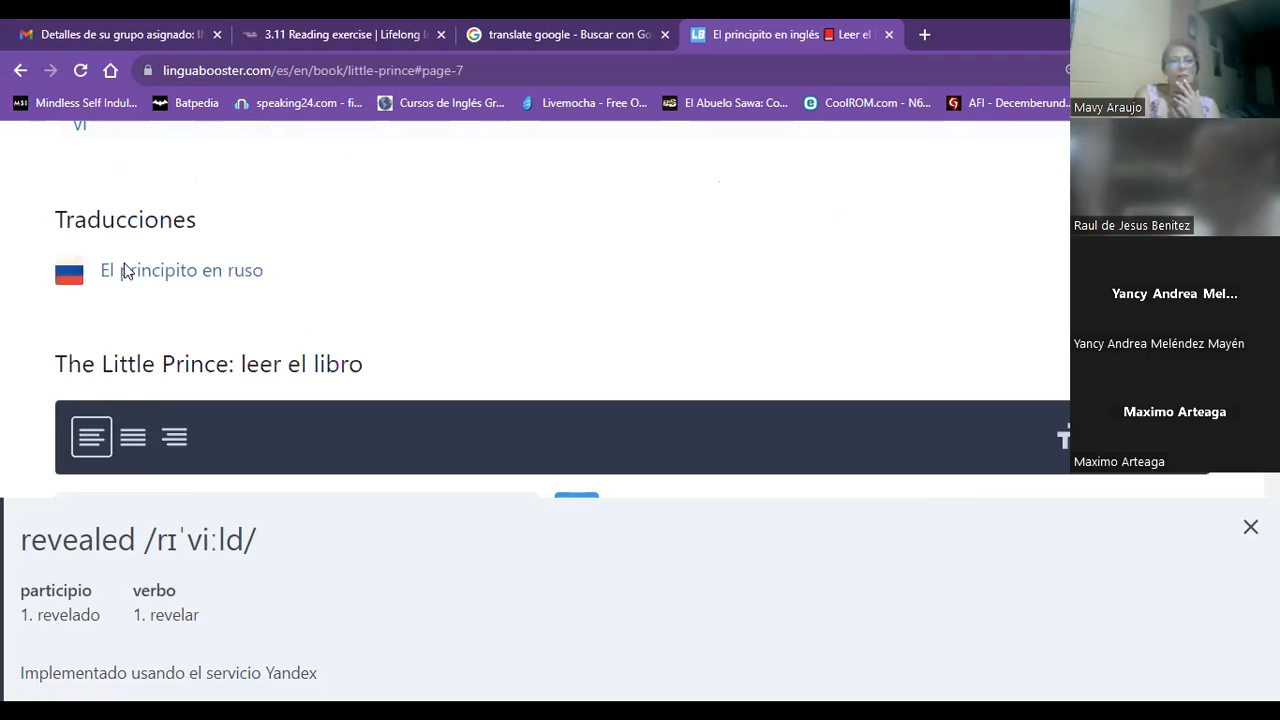 Detalles de su grupo asignado: I
3.11 Reading exercise | Lifelong l
translate google - Buscar con Go
El principito en inglés 📕 Leer el
linguabooster.com/es/en/book/little-prince#page-7
Mindless Self Indul...
Batpedia
speaking24.com - fi...
Cursos de Inglés Gr...
Livemocha - Free O...
El Abuelo Sawa: Co...
CoolROM.com - N6...
AFI - Decemberund...
VI
Traducciones
El principito en ruso
The Little Prince: leer el libro
revealed /rɪˈviːld/
participio verbo
1. revelado 1. revelar
Implementado usando el servicio Yandex
Mavy Araujo
Raul de Jesus Benitez
Yancy Andrea Mel...
Yancy Andrea Meléndez Mayén
Maximo Arteaga
Maximo Arteaga